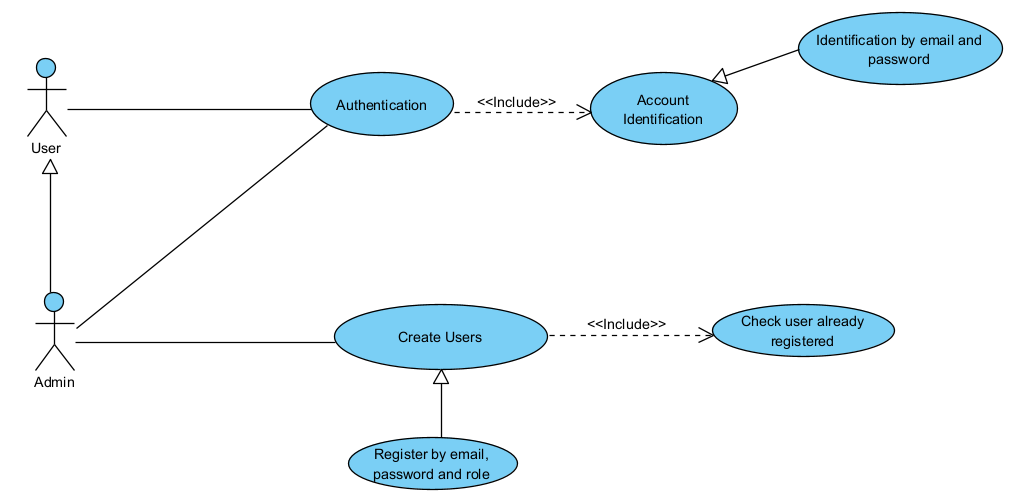 Identification by email and
password
User
Authentication
<<Include>>
Account
Identification
Admin
Create Users
<<Include>>
Check user already
registered
Register by email,
password and role